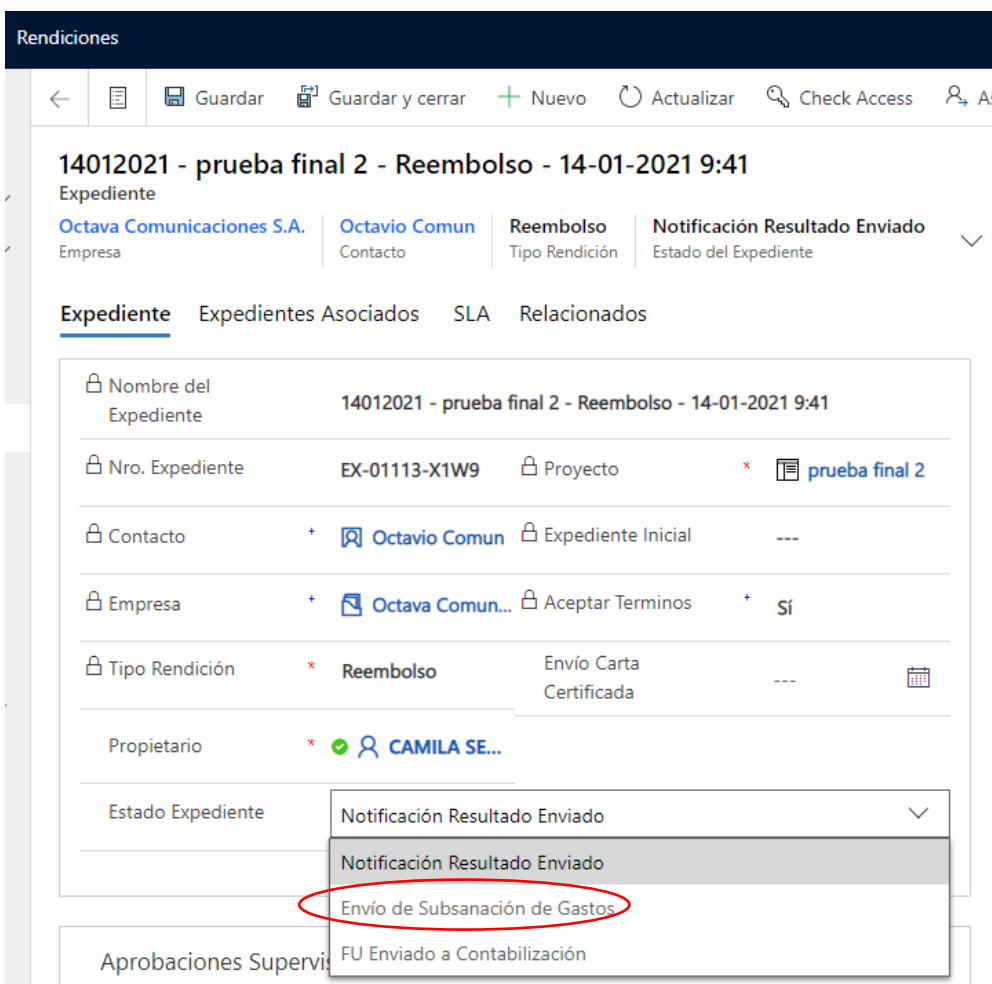 Rendiciones
Guardar Guardar y cerrar Nuevo Actualizar Check Access
14012021 - prueba final 2 - Reembolso - 14-01-2021 9:41
Expediente
Octava Comunicaciones S.A. Octavio Comun Reembolso Notificación Resultado Enviado
Empresa Contacto Tipo Rendición Estado del Expediente
Expediente Expedientes Asociados SLA Relacionados
Nombre del
Expediente
14012021 - prueba final 2 - Reembolso - 14-01-2021 9:41
Nro. Expediente EX-01113-X1W9 Proyecto * prueba final 2
Contacto + Octavio Comun Expediente Inicial ---
Empresa + Octava Comun... Aceptar Terminos + Sí
Tipo Rendición * Reembolso Envío Carta
Certificada ---
Propietario * CAMILA SE...
Estado Expediente Notificación Resultado Enviado
Notificación Resultado Enviado
Envío de Subsanación de Gastos
FU Enviado a Contabilización
Aprobaciones